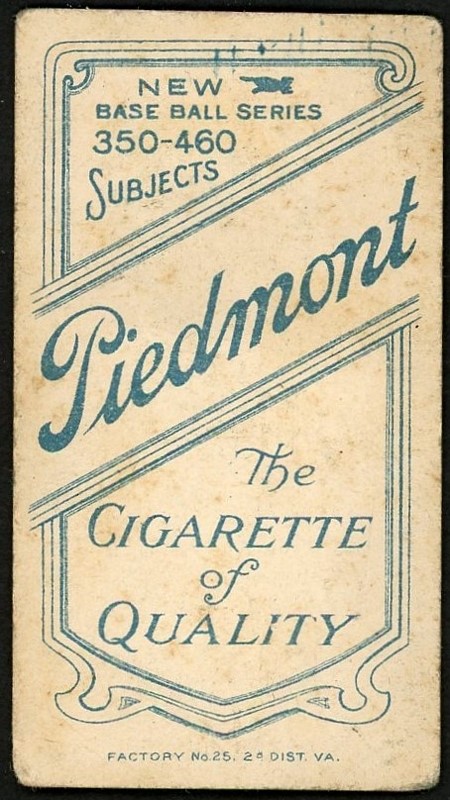 NEW
BASE BALL SERIES
350-460
SUBJECTS
Piedmont
The
CIGARETTE
of
QUALITY
FACTORY No.25, 2d DIST. VA.